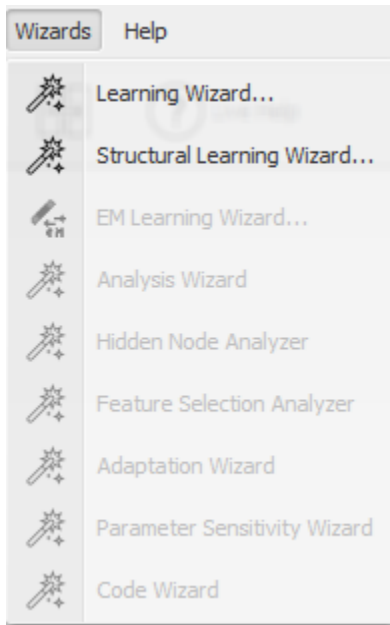 Wizards Help
Learning Wizard...
Structural Learning Wizard...
EM Learning Wizard...
Analysis Wizard
Hidden Node Analyzer
Feature Selection Analyzer
Adaptation Wizard
Parameter Sensitivity Wizard
Code Wizard